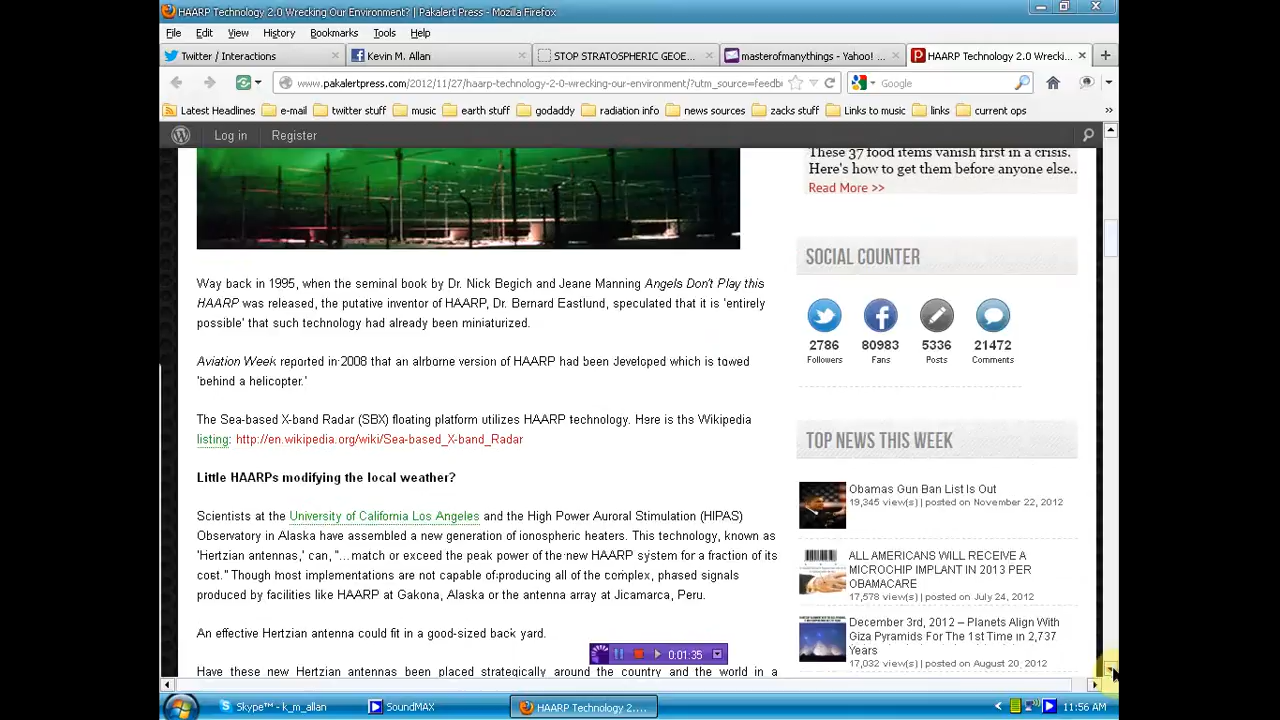 HAARP Technology 2.0 Wrecking Our Environment? | Pakalert Press - Mozilla Firefox
File Edit View History Bookmarks Tools Help
Twitter / Interactions
Kevin M. Allan
STOP STRATOSPHERIC GEOE...
masterofmanythings - Yahoo! ...
HAARP Technology 2.0 Wrecki...
www.pakalertpress.com/2012/11/27/haarp-technology-2-0-wrecking-our-environment/?utm_source=feedb
Google
Latest Headlines e-mail twitter stuff music earth stuff godaddy radiation info news sources zacks stuff Links to music links current ops
Log in Register
Way back in 1995, when the seminal book by Dr. Nick Begich and Jeane Manning Angels Don't Play this
HAARP was released, the putative inventor of HAARP, Dr. Bernard Eastlund, speculated that it is 'entirely
possible' that such technology had already been miniaturized.
Aviation Week reported in 2008 that an airborne version of HAARP had been developed which is towed
'behind a helicopter.'
The Sea-based X-band Radar (SBX) floating platform utilizes HAARP technology. Here is the Wikipedia
listing: http://en.wikipedia.org/wiki/Sea-based_X-band_Radar
Little HAARPs modifying the local weather?
Scientists at the University of California Los Angeles and the High Power Auroral Stimulation (HIPAS)
Observatory in Alaska have assembled a new generation of ionospheric heaters. This technology, known as
'Hertzian antennas,' can, "...match or exceed the peak power of the new HAARP system for a fraction of its
cost." Though most implementations are not capable of producing all of the complex, phased signals
produced by facilities like HAARP at Gakona, Alaska or the antenna array at Jicamarca, Peru.
An effective Hertzian antenna could fit in a good-sized back yard.
Have these new Hertzian antennas been placed strategically around the country and the world in a
These 37 food items vanish first in a crisis.
Here's how to get them before anyone else..
Read More >>
SOCIAL COUNTER
2786 80983 5336 21472
Followers Fans Posts Comments
TOP NEWS THIS WEEK
Obamas Gun Ban List Is Out
19,345 view(s) | posted on November 22, 2012
ALL AMERICANS WILL RECEIVE A
MICROCHIP IMPLANT IN 2013 PER
OBAMACARE
17,578 view(s) | posted on July 24, 2012
December 3rd, 2012 – Planets Align With
Giza Pyramids For The 1st Time in 2,737
Years
17,032 view(s) | posted on August 20, 2012
0:01:35
Skype™ - k_m_allan
SoundMAX
HAARP Technology 2....
11:56 AM